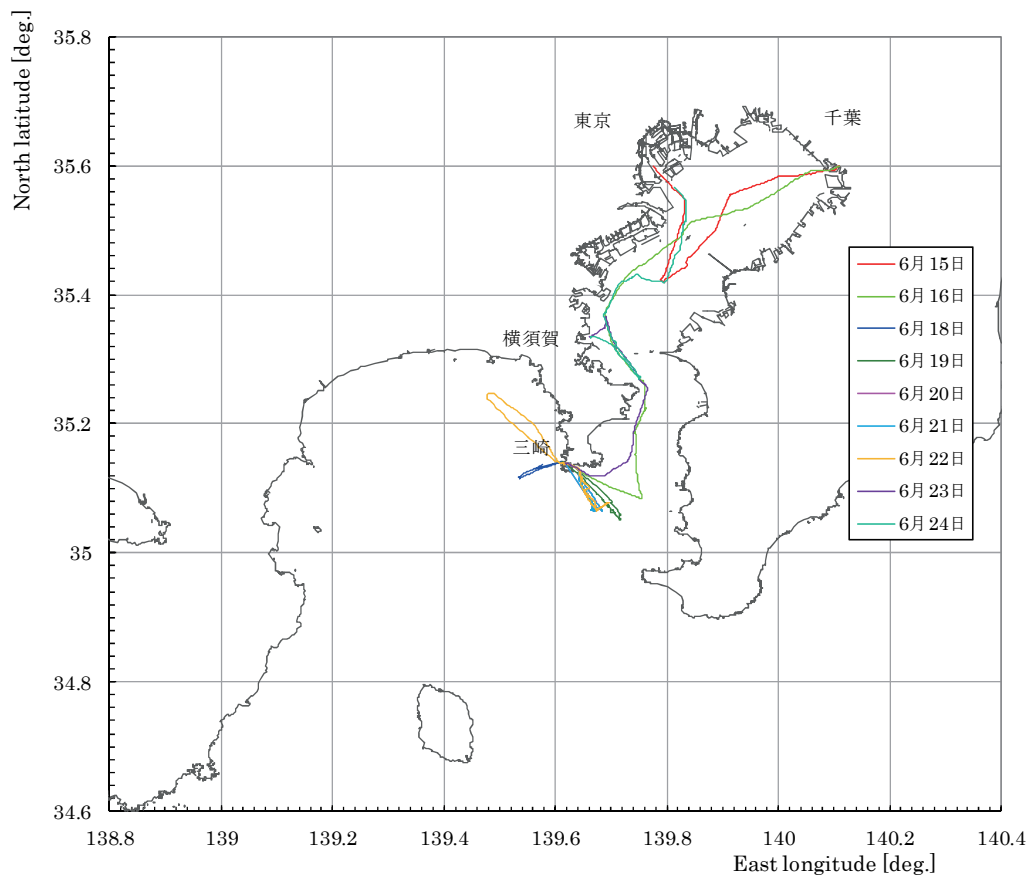 North latitude [deg.]
35.8
35.6
35.4
35.2
35
34.8
34.6
138.8
139
139.2
139.4
139.6
139.8
140
140.2
140.4
East longitude [deg.]
東京
千葉
横須賀
三崎
6月15日
6月16日
6月18日
6月19日
6月20日
6月21日
6月22日
6月23日
6月24日